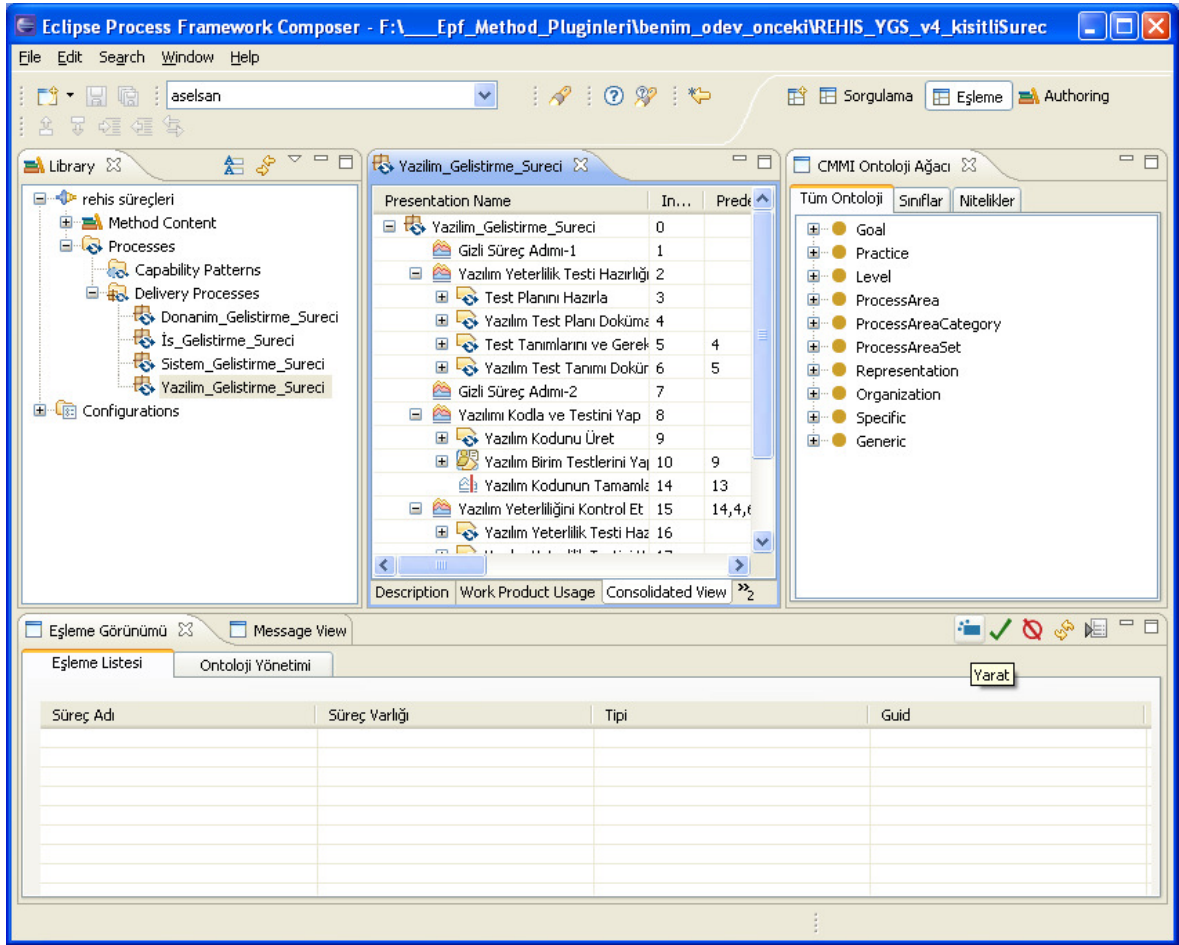 Eclipse Process Framework Composer - F:\___Epf_Method_Pluginleri\benim_odev_onceki\REHIS_YGS_v4_kisitliSurec
File Edit Search Window Help
aselsan
Sorgulama Eşleme Authoring
Library
rehis süreçleri
Method Content
Processes
Capability Patterns
Delivery Processes
Donanim_Gelistirme_Sureci
İs_Gelistirme_Sureci
Sistem_Gelistirme_Sureci
Yazilim_Gelistirme_Sureci
Configurations
Yazilim_Gelistirme_Sureci
Presentation Name In... Prede
Yazilim_Gelistirme_Sureci 0
Gizli Süreç Adımı-1 1
Yazılım Yeterlilik Testi Hazırlığı 2
Test Planını Hazırla 3
Yazılım Test Planı Doküma 4
Test Tanımlarını ve Gerek 5 4
Yazılım Test Tanımı Dokür 6 5
Gizli Süreç Adımı-2 7
Yazılımı Kodla ve Testini Yap 8
Yazılım Kodunu Üret 9
Yazılım Birim Testlerini Yap 10 9
Yazılım Kodunun Tamamla 14 13
Yazılım Yeterliliğini Kontrol Et 15 14,4,6
Yazılım Yeterlilik Testi Haz 16
Description Work Product Usage Consolidated View »2
CMMI Ontoloji Ağacı
Tüm Ontoloji Sınıflar Nitelikler
Goal
Practice
Level
ProcessArea
ProcessAreaCategory
ProcessAreaSet
Representation
Organization
Specific
Generic
Eşleme Görünümü Message View
Yarat
Eşleme Listesi Ontoloji Yönetimi
Süreç Adı Süreç Varlığı Tipi Guid